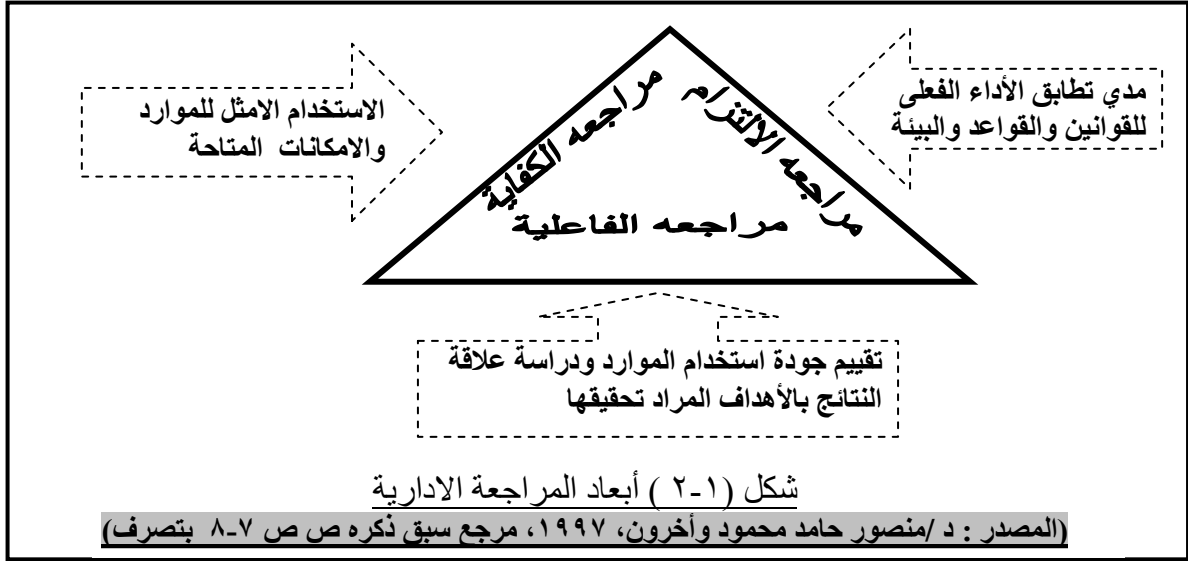 مدي تطابق الأداء الفعلى
للقوانين والقواعد والبيئة
مراجعه الالتزام
مراجعه الكفاية
الاستخدام الامثل للموارد
والامكانات المتاحة
مراجعه الفاعلية
تقييم جودة استخدام الموارد ودراسة علاقة
النتائج بالأهداف المراد تحقيقها
شكل (١-٢ ) أبعاد المراجعة الادارية
(المصدر : د /منصور حامد محمود وأخرون، ١٩٩٧، مرجع سبق ذكره ص ص ٧-٨ بتصرف)